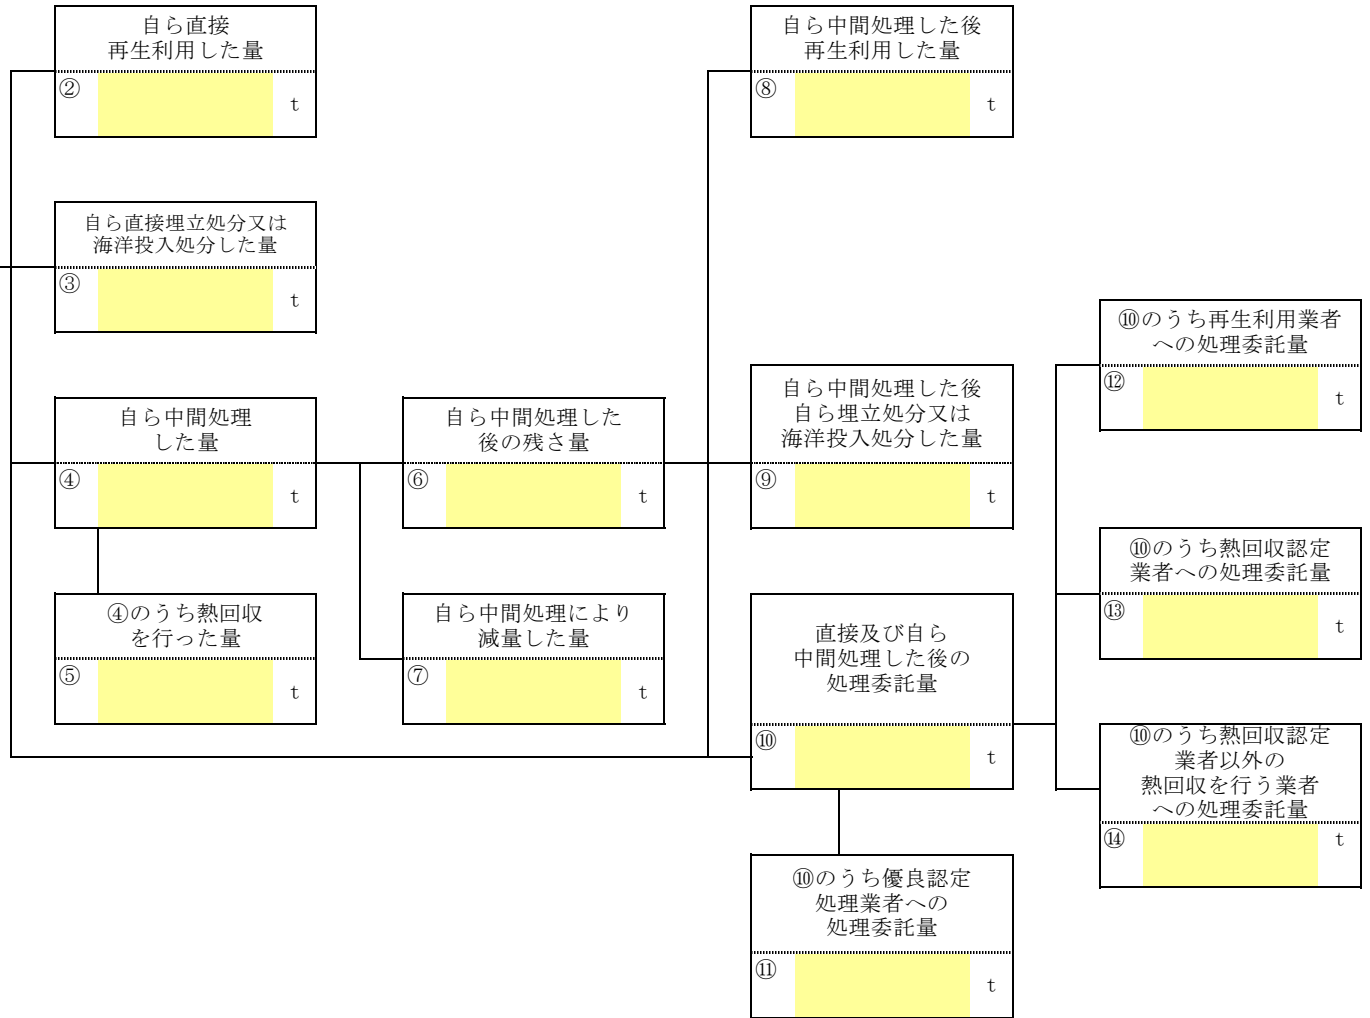 自ら直接
再生利用した量
②
t
自ら中間処理した後
再生利用した量
⑧
t
自ら直接埋立処分又は
海洋投入処分した量
③
t
⑩のうち再生利用業者
への処理委託量
⑫
t
自ら中間処理した後
自ら埋立処分又は
海洋投入処分した量
⑨
t
自ら中間処理
した量
④
t
自ら中間処理した
後の残さ量
⑥
t
⑩のうち熱回収認定
業者への処理委託量
⑬
t
④のうち熱回収
を行った量
⑤
t
自ら中間処理により
減量した量
⑦
t
直接及び自ら
中間処理した後の
処理委託量
⑩
t
⑩のうち熱回収認定
業者以外の
熱回収を行う業者
への処理委託量
⑭
t
⑩のうち優良認定
処理業者への
処理委託量
⑪
t